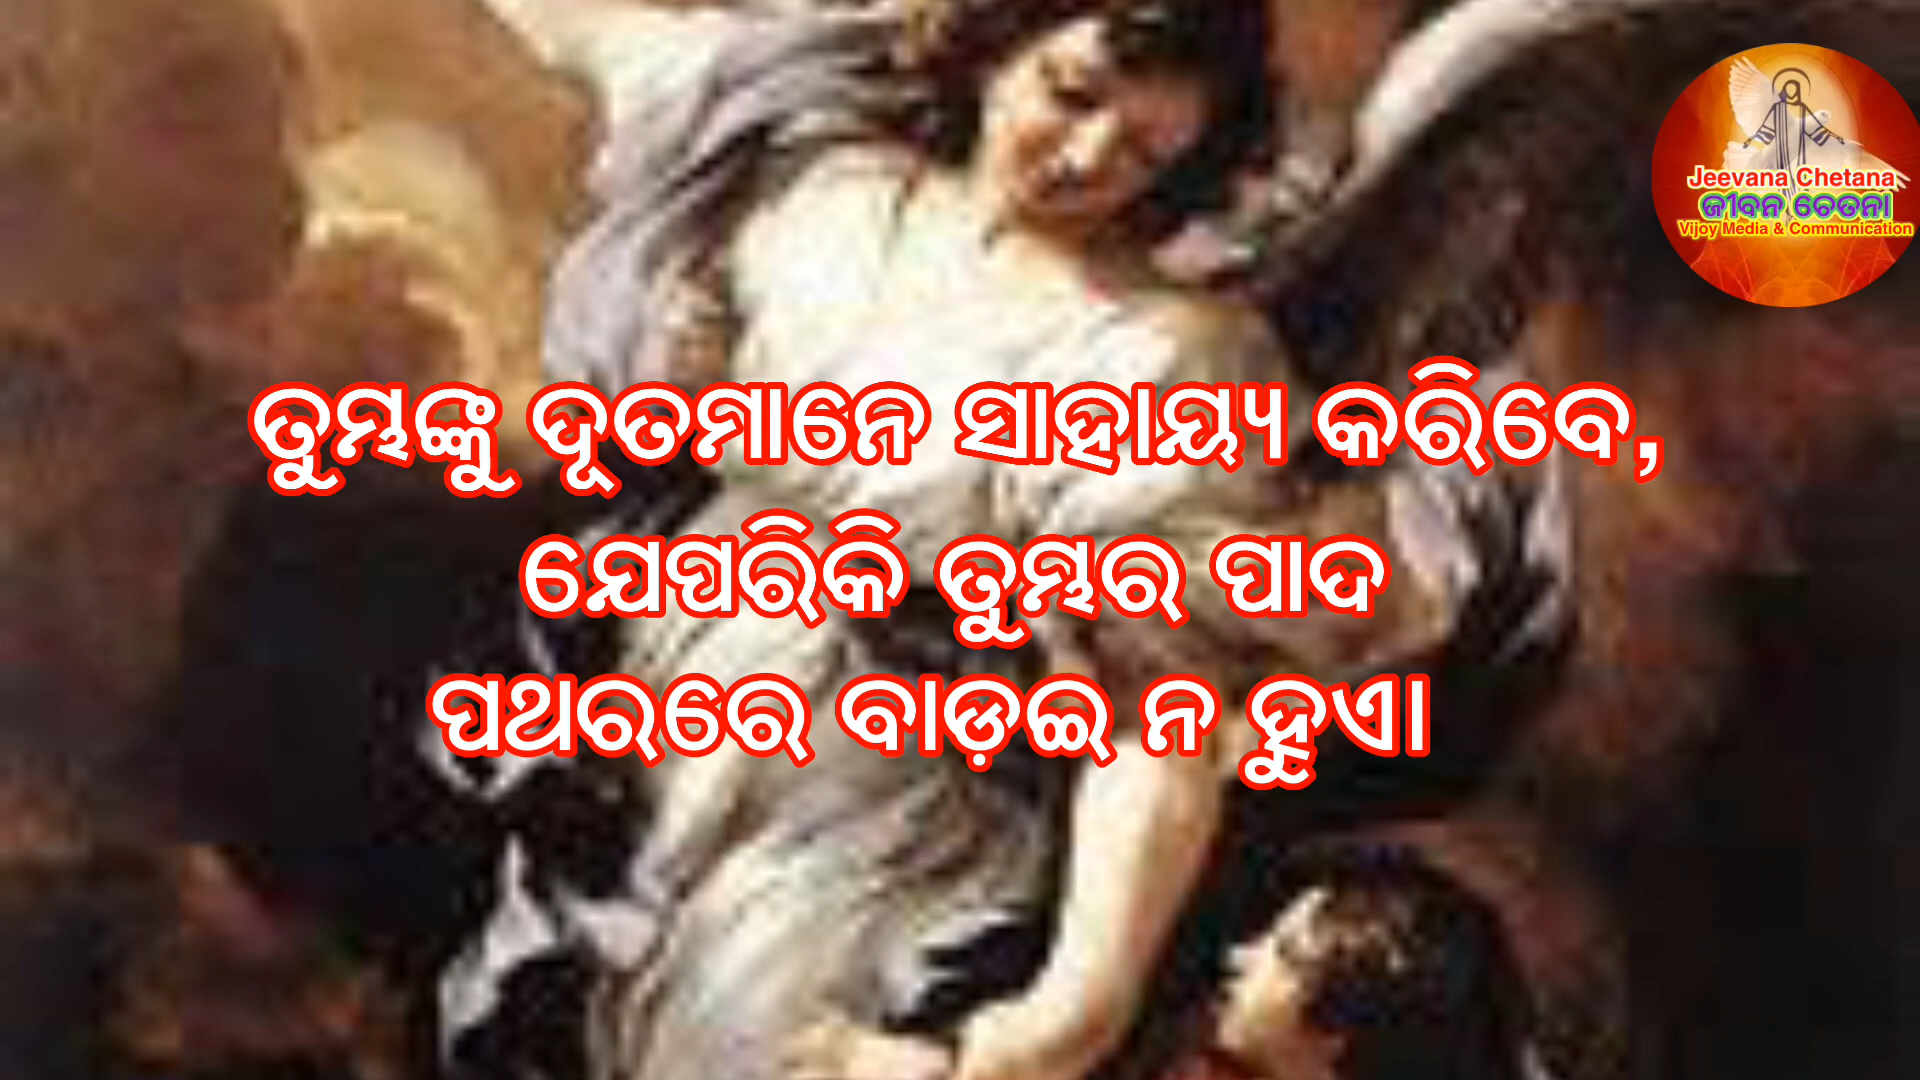 Jeevana Chetana
ଜୀବନ ଚେତନା
Vijoy Media & Communication
ତୁମ୍ଭଙ୍କୁ ଦୂତମାନେ ସାହାଯ୍ୟ କରିବେ,
ଯେପରିକି ତୁମ୍ଭର ପାଦ
ପଥରରେ ବାଡ଼ଇ ନ ହୁଏ।